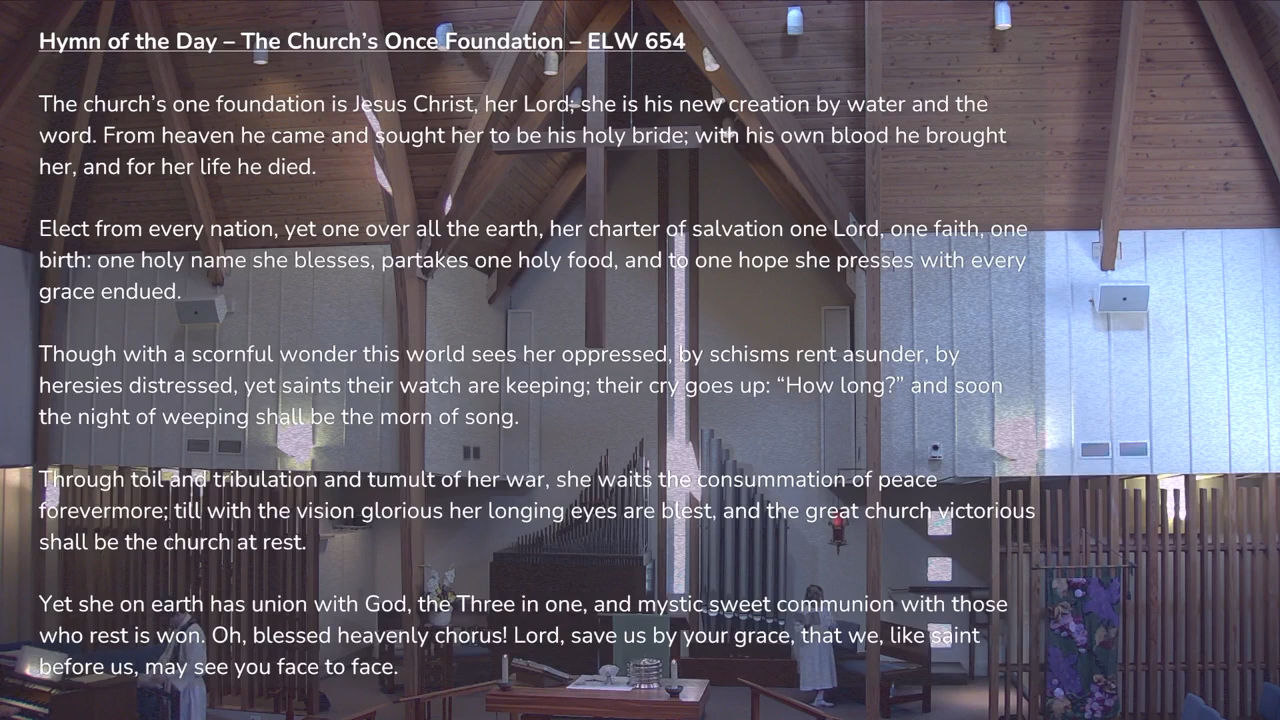 Hymn of the Day – The Church’s Once Foundation – ELW 654
The church’s one foundation is Jesus Christ, her Lord; she is his new creation by water and the
word. From heaven he came and sought her to be his holy bride; with his own blood he brought
her, and for her life he died.
Elect from every nation, yet one over all the earth, her charter of salvation one Lord, one faith, one
birth: one holy name she blesses, partakes one holy food, and to one hope she presses with every
grace endued.
Though with a scornful wonder this world sees her oppressed, by schisms rent asunder, by
heresies distressed, yet saints their watch are keeping; their cry goes up: “How long?” and soon
the night of weeping shall be the morn of song.
Through toil and tribulation and tumult of her war, she waits the consummation of peace
forevermore; till with the vision glorious her longing eyes are blest, and the great church victorious
shall be the church at rest.
Yet she on earth has union with God, the Three in one, and mystic sweet communion with those
who rest is won. Oh, blessed heavenly chorus! Lord, save us by your grace, that we, like saint
before us, may see you face to face.